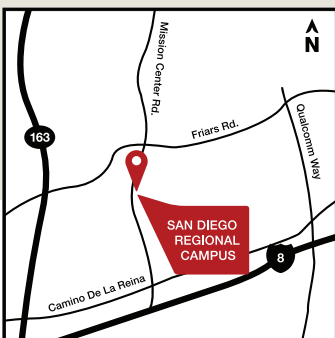 N
Mission Center Rd.
163
Friars Rd.
Qualcomm Way
SAN DIEGO
REGIONAL
CAMPUS
8
Camino De La Reina